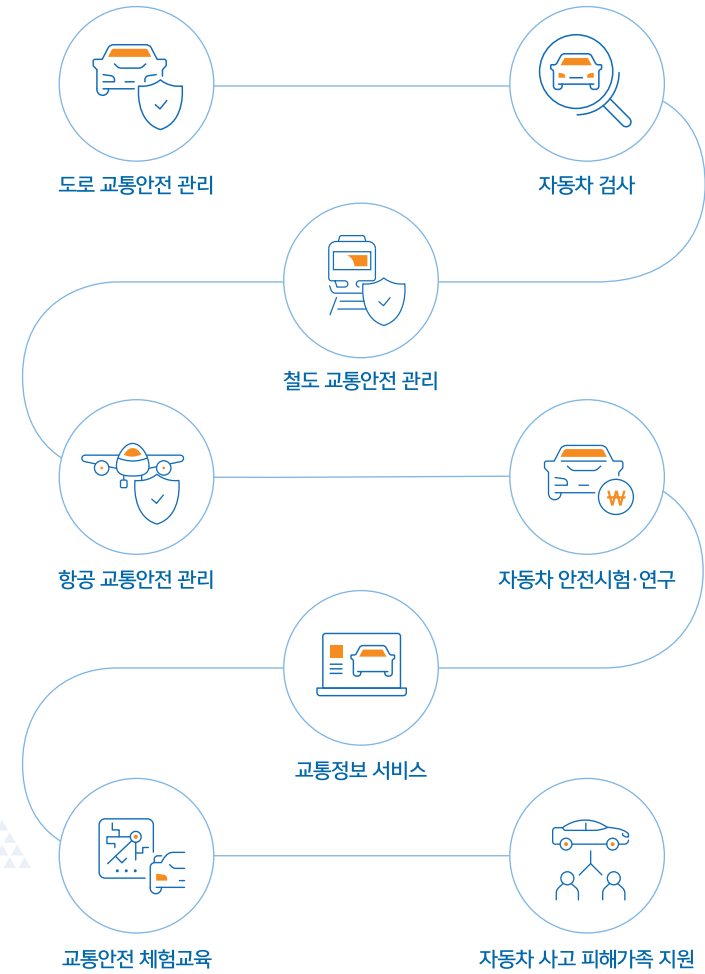 도로 교통안전 관리
자동차 검사
철도 교통안전 관리
항공 교통안전 관리
₩
자동차 안전시험·연구
교통정보 서비스
교통안전 체험교육
자동차 사고 피해가족 지원